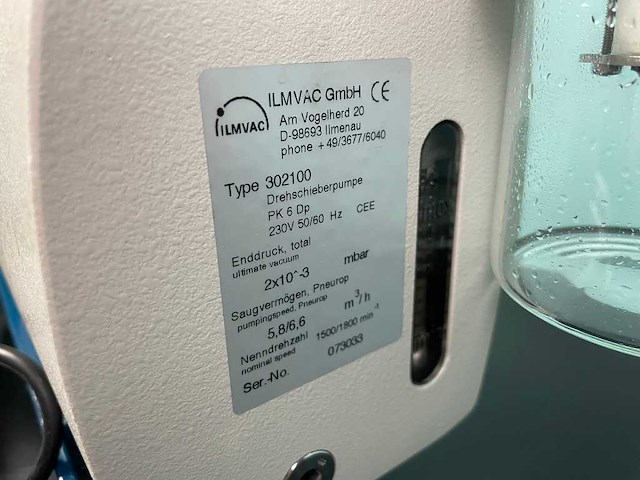 ILMVAC GmbH CE
ILMVAC
Am Vogelherd 20
D-98693 Ilmenau
phone +49/3677/6040
Type 302100
Drehschieberpumpe
PK 6 Dp
230V 50/60 Hz CEE
Enddruck, total
ultimate vacuum
2x10^-3 mbar
Saugvermögen, Pneurop
pumpingspeed, Pneurop
5,8/6,6 m³/h
Nenndrehzahl
nominal speed
1500/1800 min⁻¹
Ser.-No. 073033